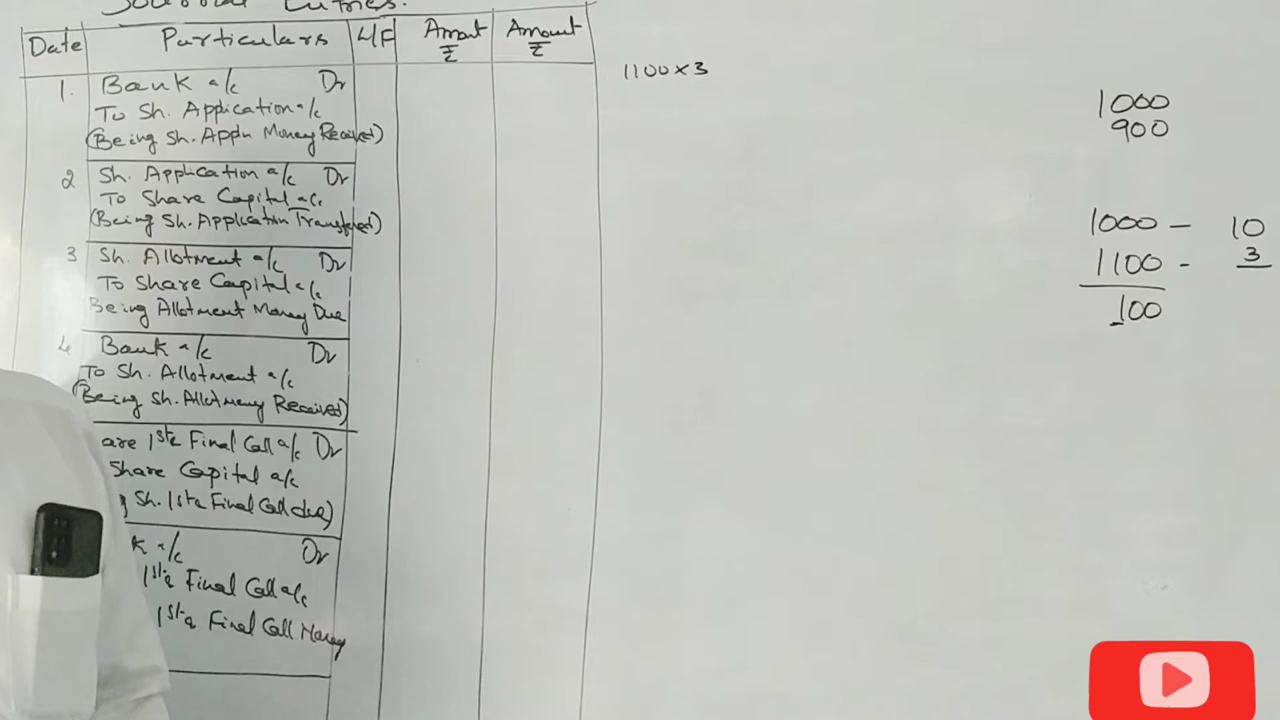 Journal Entries.
Date Particulars L/F Amount ₹ Amount ₹
1. Bank a/c Dr
To Sh. Application a/c
(Being Sh. Appln Money Received)
2 Sh. Application a/c Dr
To Share Capital a/c
(Being Sh. Application Transferred)
3 Sh. Allotment a/c Dr
To Share Capital a/c
Being Allotment Money Due
4 Bank a/c Dr
To Sh. Allotment a/c
(Being Sh. Allotmeny Received)
are 1st & Final Call a/c Dr
Share Capital a/c
g Sh. 1st & Final Call due)
k a/c Dr
1st & Final Call a/c
1st & Final Call Money
1100 × 3
1000
900
1000 – 10
1100 - 3
100